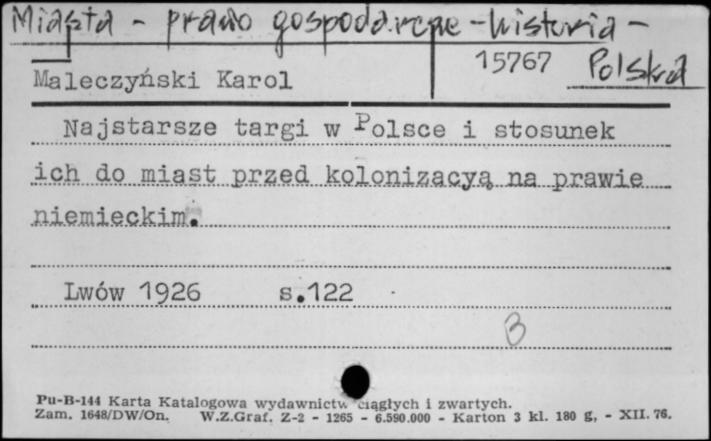 Miasta - prawo gospodarcze - historia -
15767 Polska
Maleczyński Karol
Najstarsze targi w Polsce i stosunek
ich do miast przed kolonizacyą na prawie
niemieckim.
Lwów 1926 s.122
3
Pu-B-144 Karta Katalogowa wydawnictw ciągłych i zwartych.
Zam. 1648/DW/On. W.Z.Graf. Z-2 - 1265 - 6.590.000 - Karton 3 kl. 180 g, - XII. 76.